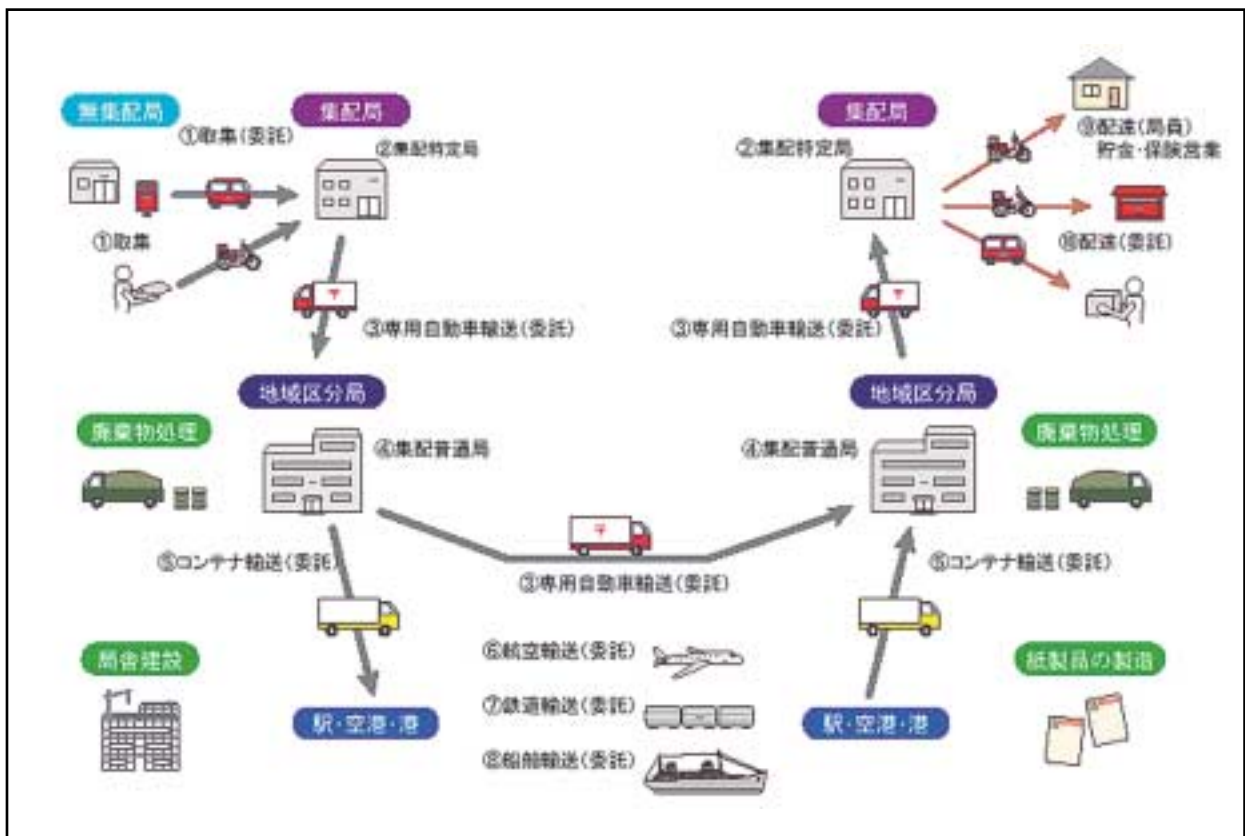 無集配局
集配局
①取集(委託)
②集配特定局
①取集
③専用自動車輸送(委託)
地域区分局
廃棄物処理
④集配普通局
⑤コンテナ輸送(委託)
局舎建設
駅・空港・港
③専用自動車輸送(委託)
⑥航空輸送(委託)
⑦鉄道輸送(委託)
⑧船舶輸送(委託)
集配局
②集配特定局
⑨配達(局員)
貯金・保険営業
⑩配達(委託)
③専用自動車輸送(委託)
地域区分局
④集配普通局
廃棄物処理
⑤コンテナ輸送(委託)
駅・空港・港
紙製品の製造